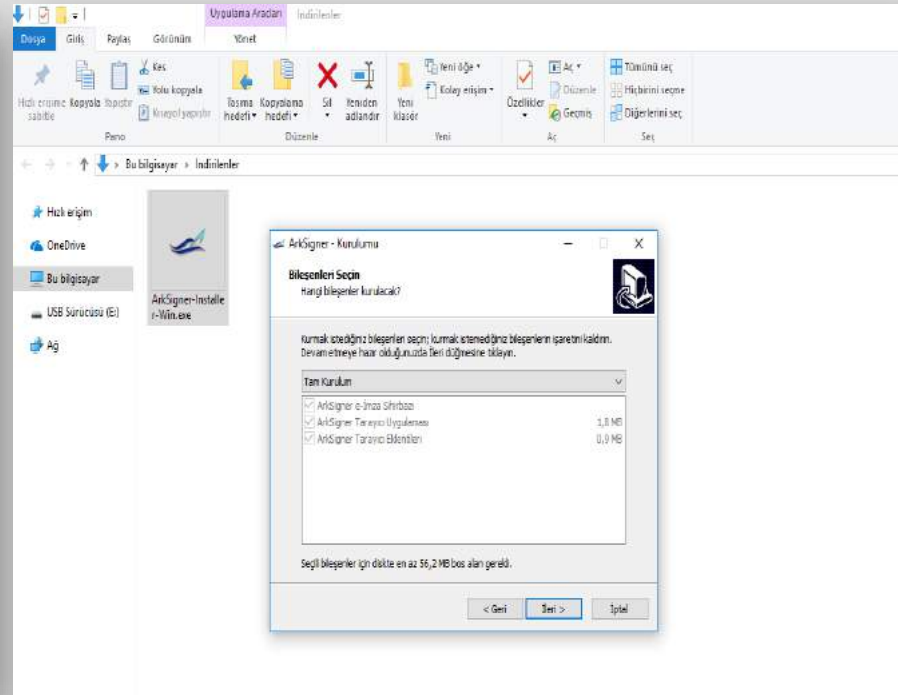 Uygulama Araçları İndirilenler
Dosya Giriş Paylaş Görünüm Yönet
Hızlı erişime sabitle
Kopyala
Yapıştır
Kes
Yolu kopyala
Kısayol yapıştır
Taşıma hedefi
Kopyalama hedefi
Sil
Yeniden adlandır
Yeni klasör
Yeni öğe
Kolay erişim
Özellikler
Aç
Düzenle
Geçmiş
Tümünü seç
Hiçbirini seçme
Diğerlerini seç
Pano Düzenle Yeni Aç Seç
Bu bilgisayar > İndirilenler
Hızlı erişim
OneDrive
Bu bilgisayar
USB Sürücüsü (E:)
Ağ
ArkSigner-Installe
r-Win.exe
ArkSigner - Kurulumu
Bileşenleri Seçin
Hangi bileşenler kurulacak?
Kurmak istediğiniz bileşenleri seçin; kurmak istemediğiniz bileşenlerin işaretini kaldırın.
Devam etmeye hazır olduğunuzda İleri düğmesine tıklayın.
Tam Kurulum
ArkSigner e-İmza Sihirbazı
ArkSigner Tarayıcı Uygulaması 1,8 MB
ArkSigner Tarayıcı Eklentileri 0,9 MB
Seçili bileşenler için diskte en az 56,2 MB boş alan gerekli.
< Geri İleri > İptal